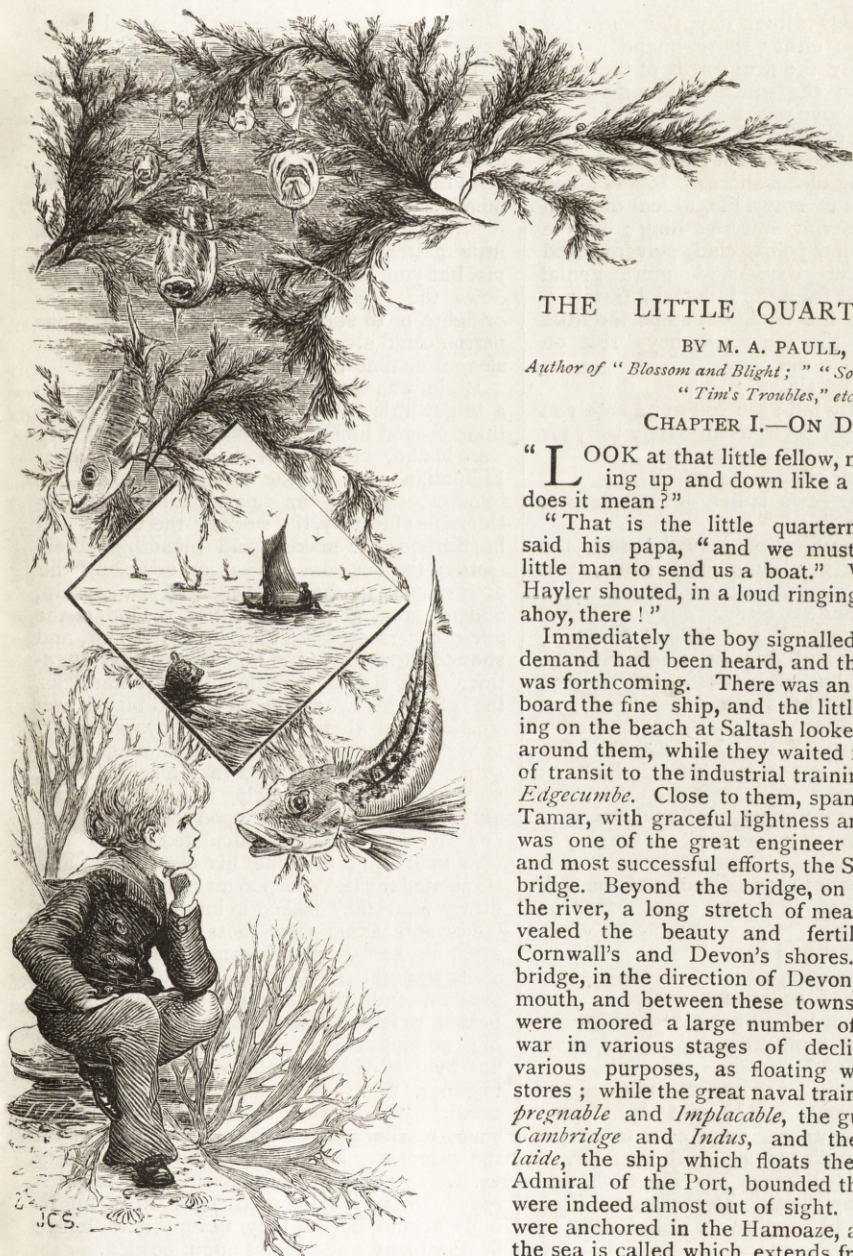 THE LITTLE QUART
BY M. A. PAULL,
Author of “Blossom and Blight; ” “So
“Tim's Troubles,” etc
CHAPTER I.—ON D
“LOOK at that little fellow,
ing up and down like a
does it mean?”
“That is the little quartern
said his papa, “and we must
little man to send us a boat.”
Hayler shouted, in a loud ringing
ahoy, there!”
Immediately the boy signalled
demand had been heard, and th
was forthcoming. There was an
board the fine ship, and the littl
ing on the beach at Saltash looke
around them, while they waited
of transit to the industrial trainin
Edgecumbe. Close to them, span
Tamar, with graceful lightness an
was one of the great engineer
and most successful efforts, the S
bridge. Beyond the bridge, on
the river, a long stretch of mea
vealed the beauty and fertil
Cornwall's and Devon's shores.
bridge, in the direction of Devon
mouth, and between these towns
were moored a large number of
war in various stages of decli
various purposes, as floating w
stores; while the great naval train
pregnable and Implacable, the gu
Cambridge and Indus, and the
laide, the ship which floats the
Admiral of the Port, bounded th
were indeed almost out of sight.
were anchored in the Hamoaze, a
the sea is called which extends fr
JCS.